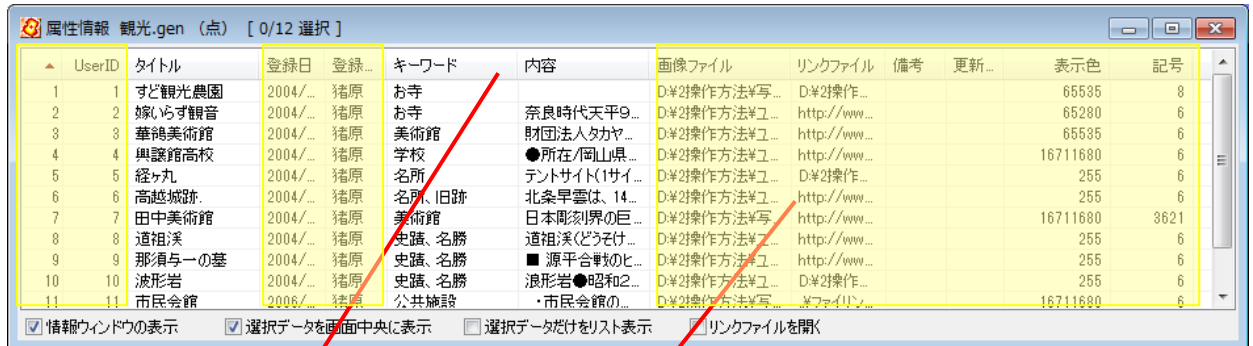 属性情報 観光.gen （点） [ 0/12 選択 ]
UserID タイトル 登録日 登録... キーワード 内容 画像ファイル リンクファイル 備考 更新... 表示色 記号
1 1 すど観光農園 2004/... 猪原 お寺 D:¥2操作方法¥写... D:¥2操作... 65535 8
2 2 嫁いらず観音 2004/... 猪原 お寺 奈良時代天平9... D:¥2操作方法¥ユ... http://www... 65280 6
3 3 華鴒美術館 2004/... 猪原 美術館 財団法人タカヤ... D:¥2操作方法¥ユ... http://www... 65535 6
4 4 興譲館高校 2004/... 猪原 学校 ●所在/岡山県... D:¥2操作方法¥ユ... http://www... 16711680 6
5 5 経ヶ丸 2004/... 猪原 名所 テントサイト(1サイ... D:¥2操作方法¥ユ... D:¥2操作... 255 6
6 6 高越城跡. 2004/... 猪原 名所、旧跡 北条早雲は、14... D:¥2操作方法¥ユ... http://www... 255 6
7 7 田中美術館 2004/... 猪原 美術館 日本彫刻界の巨... D:¥2操作方法¥写... http://www... 16711680 3621
8 8 道祖渓 2004/... 猪原 史蹟、名勝 道祖渓(どうそけ... D:¥2操作方法¥ユ... http://www... 255 6
9 9 那須与一の墓 2004/... 猪原 史蹟、名勝 ■ 源平合戦のヒ... D:¥2操作方法¥ユ... http://www... 255 6
10 10 波形岩 2004/... 猪原 史蹟、名勝 浪形岩●昭和2... D:¥2操作方法¥ユ... D:¥2操作... 255 6
11 11 市民会館 2006/... 猪原 公共施設 ・市民会館の... D:¥2操作方法¥写... .¥ファイリン... 16711680 6
情報ウィンドウの表示 選択データを画面中央に表示 選択データだけをリスト表示 リンクファイルを開く